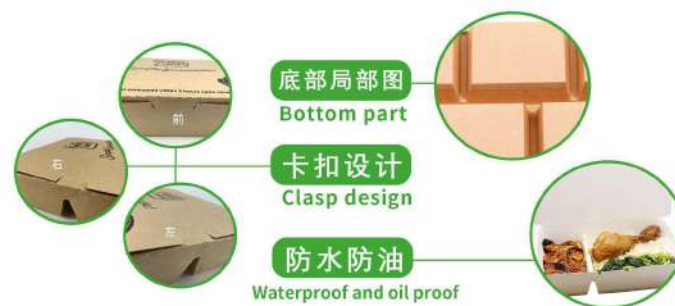 前
右
左
底部局部图
Bottom part
卡扣设计
Clasp design
防水防油
Waterproof and oil proof